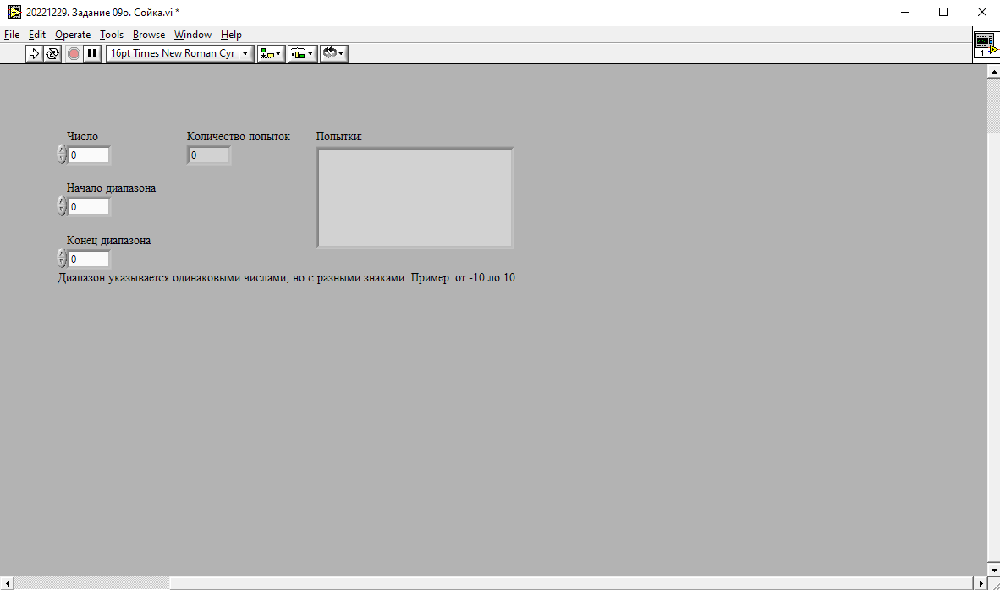 20221229. Задание 09о. Сойка.vi *
File Edit Operate Tools Browse Window Help
16pt Times New Roman Cyr
1
Число
0
Количество попыток
0
Попытки:
Начало диапазона
0
Конец диапазона
0
Диапазон указывается одинаковыми числами, но с разными знаками. Пример: от -10 ло 10.